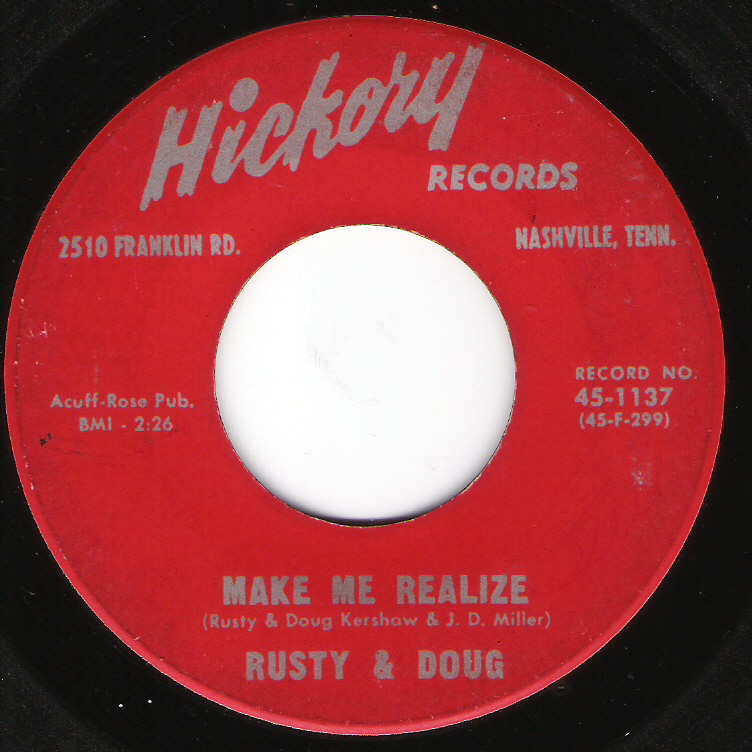 Hickory
RECORDS
2510 FRANKLIN RD.
NASHVILLE, TENN.
Acuff-Rose Pub.
BMI - 2:26
RECORD NO.
45-1137
(45-F-299)
MAKE ME REALIZE
(Rusty & Doug Kershaw & J. D. Miller)
RUSTY & DOUG